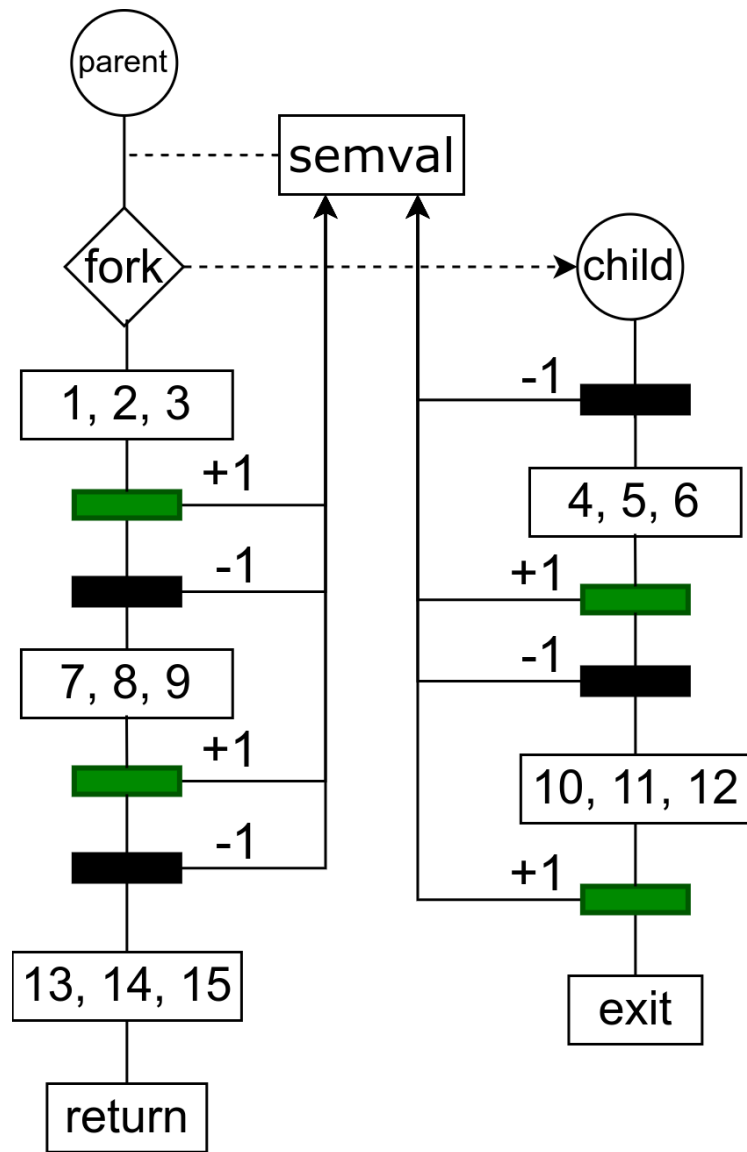 parent
semval
fork
child
1, 2, 3
-1
+1
4, 5, 6
-1
+1
7, 8, 9
-1
+1
10, 11, 12
-1
+1
13, 14, 15
exit
return